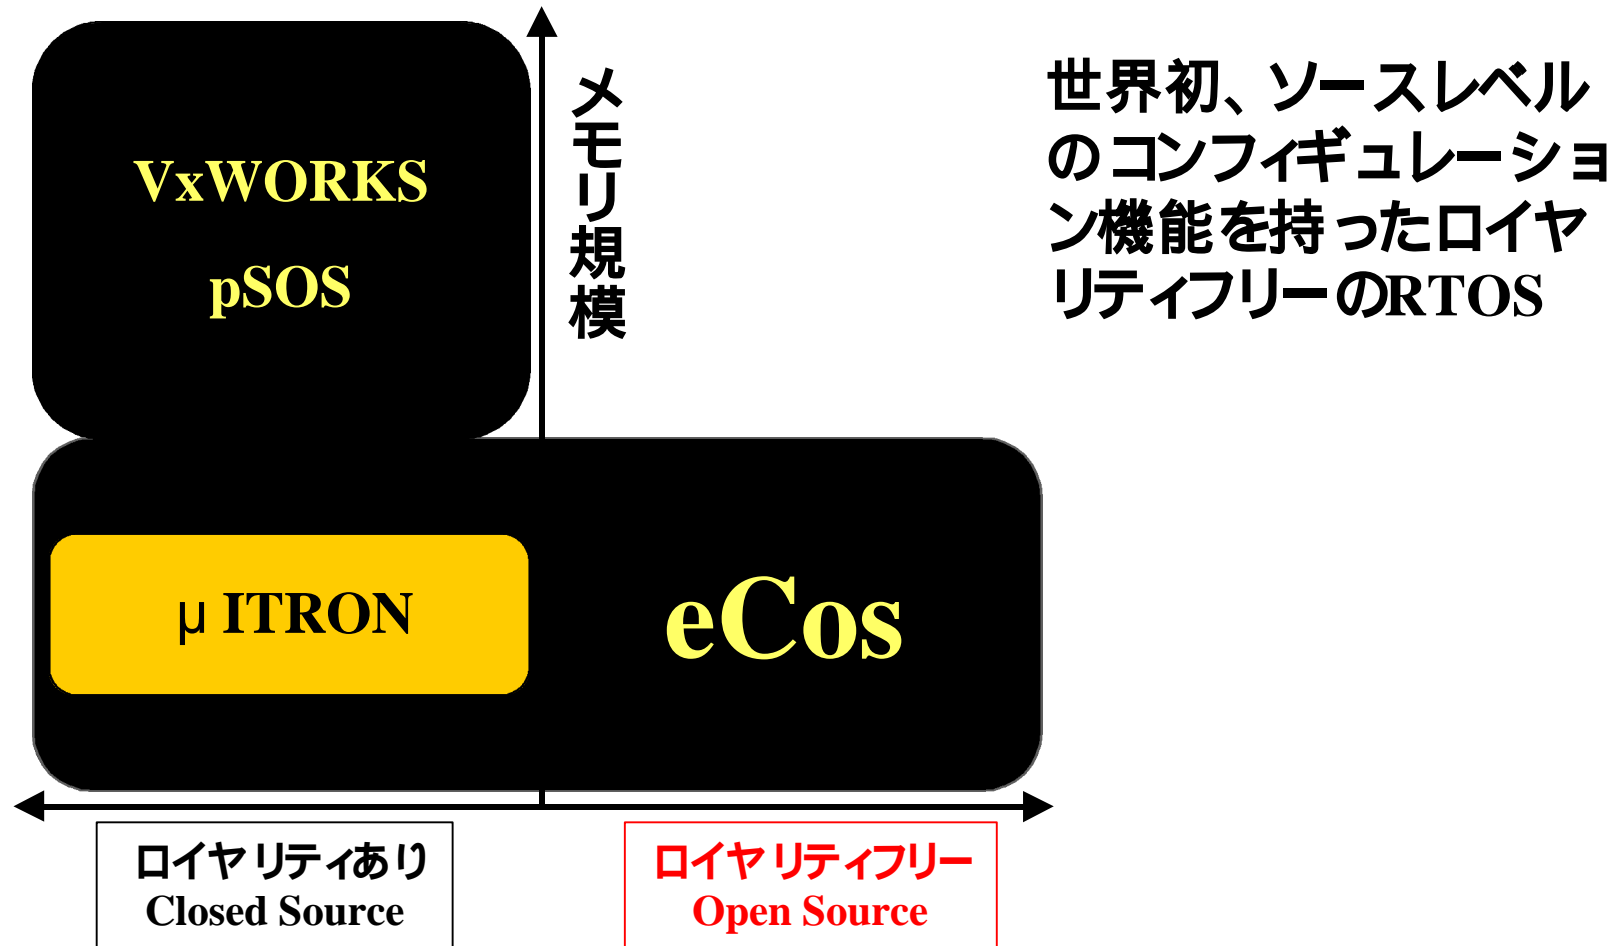 VxWORKS
pSOS
メモリ規模
世界初、ソースレベル
のコンフィギュレーショ
ン機能を持ったロイヤ
リティフリーのRTOS
μ ITRON
eCos
ロイヤリティあり
Closed Source
ロイヤリティフリー
Open Source